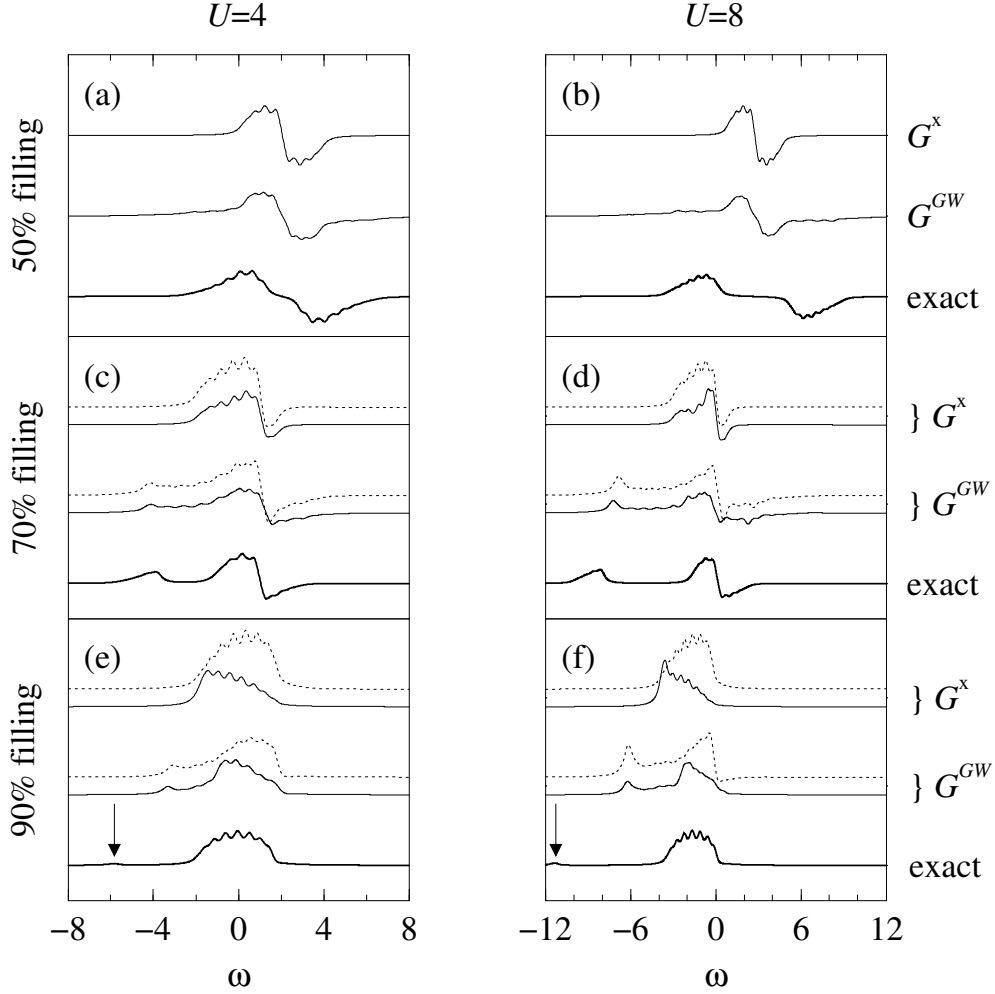 U=4 U=8
(a) (b)
50% filling
G^x
G^GW
exact
(c) (d)
70% filling
} G^x
} G^GW
exact
(e) (f)
90% filling
} G^x
} G^GW
exact
−8 −4 0 4 8 −12 −6 0 6 12
ω ω